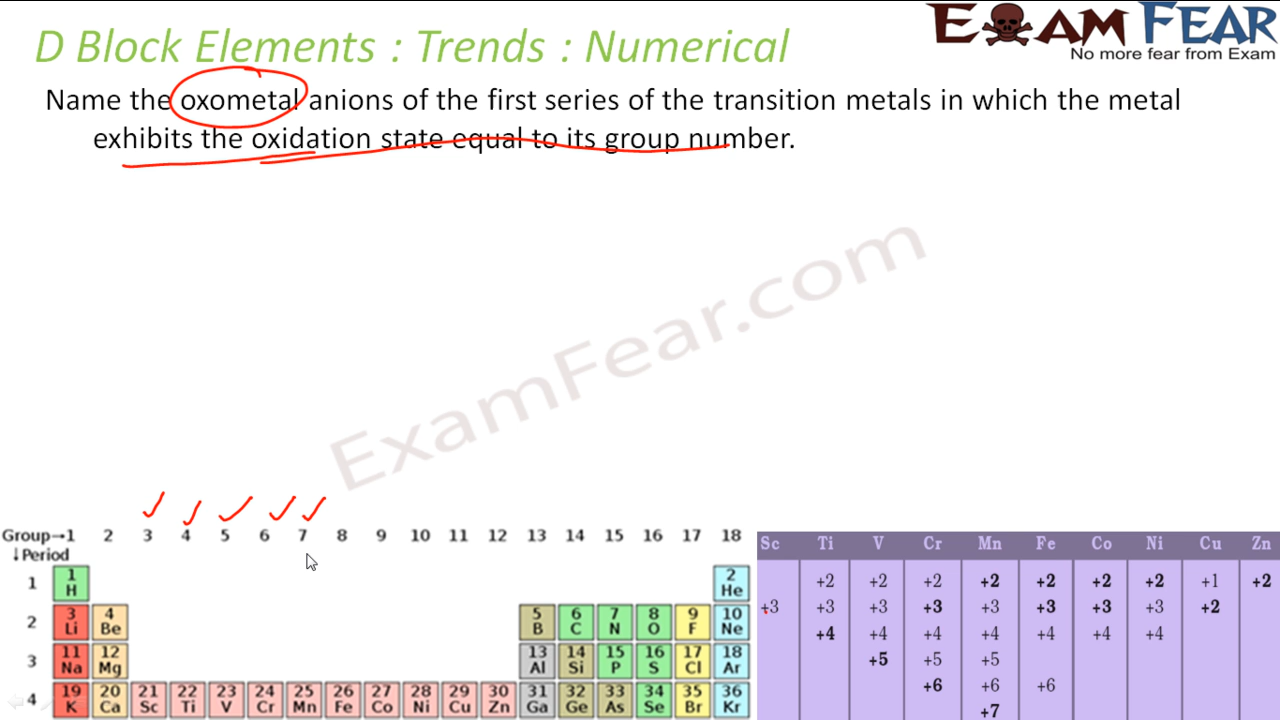 D Block Elements : Trends : Numerical
EXAM FEAR
No more fear from Exam
Name the oxometal anions of the first series of the transition metals in which the metal
exhibits the oxidation state equal to its group number.
ExamFear.com
Group→1 2 3 4 5 6 7 8 9 10 11 12 13 14 15 16 17 18
↓Period
1 1 H 2 He
2 3 Li 4 Be 5 B 6 C 7 N 8 O 9 F 10 Ne
3 11 Na 12 Mg 13 Al 14 Si 15 P 16 S 17 Cl 18 Ar
4 19 K 20 Ca 21 Sc 22 Ti 23 V 24 Cr 25 Mn 26 Fe 27 Co 28 Ni 29 Cu 30 Zn 31 Ga 32 Ge 33 As 34 Se 35 Br 36 Kr
Sc Ti V Cr Mn Fe Co Ni Cu Zn
+2 +2 +2 +2 +2 +2 +2 +1 +2
+3 +3 +3 +3 +3 +3 +3 +3 +2
+4 +4 +4 +4 +4 +4 +4
+5 +5 +5
+6 +6 +6
+7